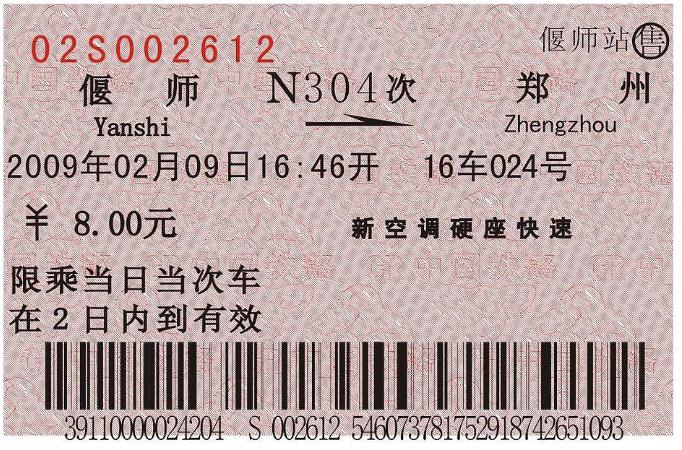 02S002612
偃师站售
偃师 N304次 郑州
Yanshi Zhengzhou
2009年02月09日16:46开 16车024号
¥ 8.00元 新空调硬座快速
限乘当日当次车
在2日内到有效
39110000024204 S 002612 54607378175291874265​1093